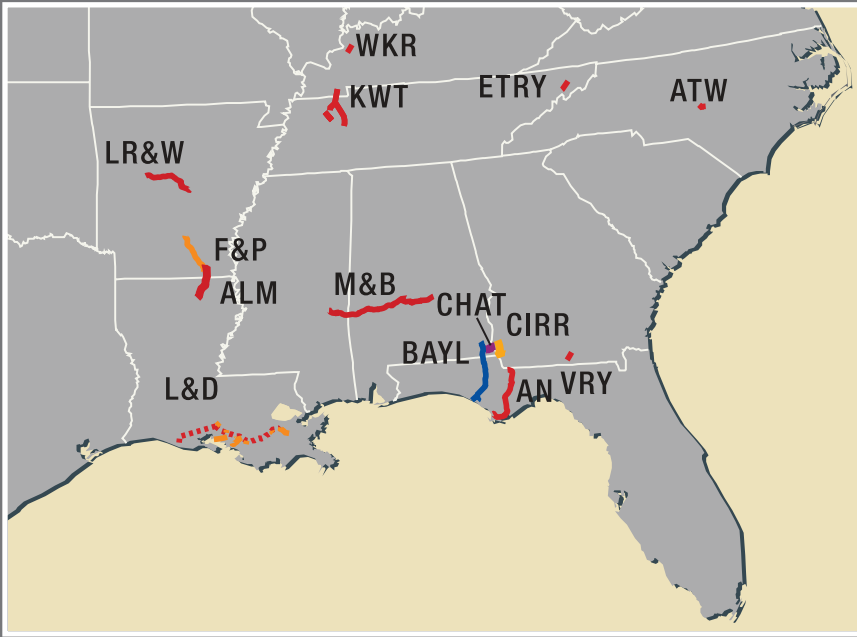 WKR
KWT
ETRY
ATW
LR&W
F&P
ALM
M&B
CHAT
CIRR
BAYL
L&D
AN
VRY